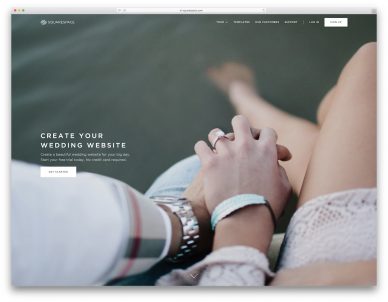 SQUARESPACE
TOUR TEMPLATES OUR CUSTOMERS SUPPORT LOG IN SIGN UP
CREATE YOUR
WEDDING WEBSITE
Create a beautiful wedding website for your big day.
Start your free trial today. No credit card required.
GET STARTED